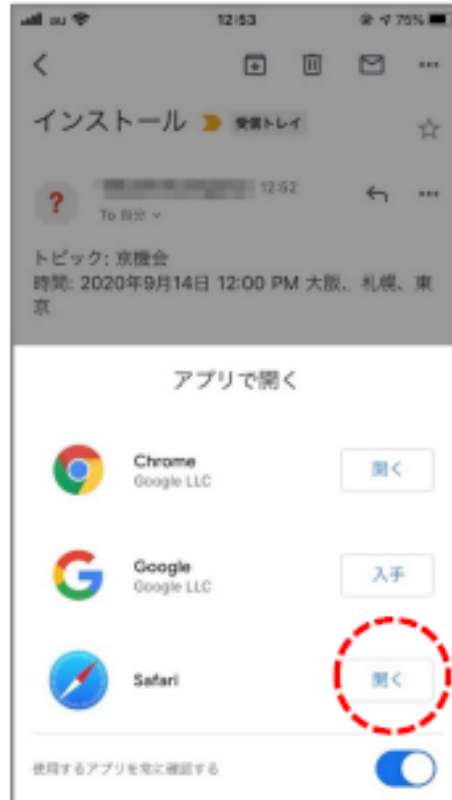 au 12:53 75%
インストール 受信トレイ
? 12:52
To 自分
トピック: 京機会
時間: 2020年9月14日 12:00 PM 大阪、札幌、東
京
アプリで開く
Chrome
Google LLC
開く
Google
Google LLC
入手
Safari
開く
使用するアプリを常に確認する